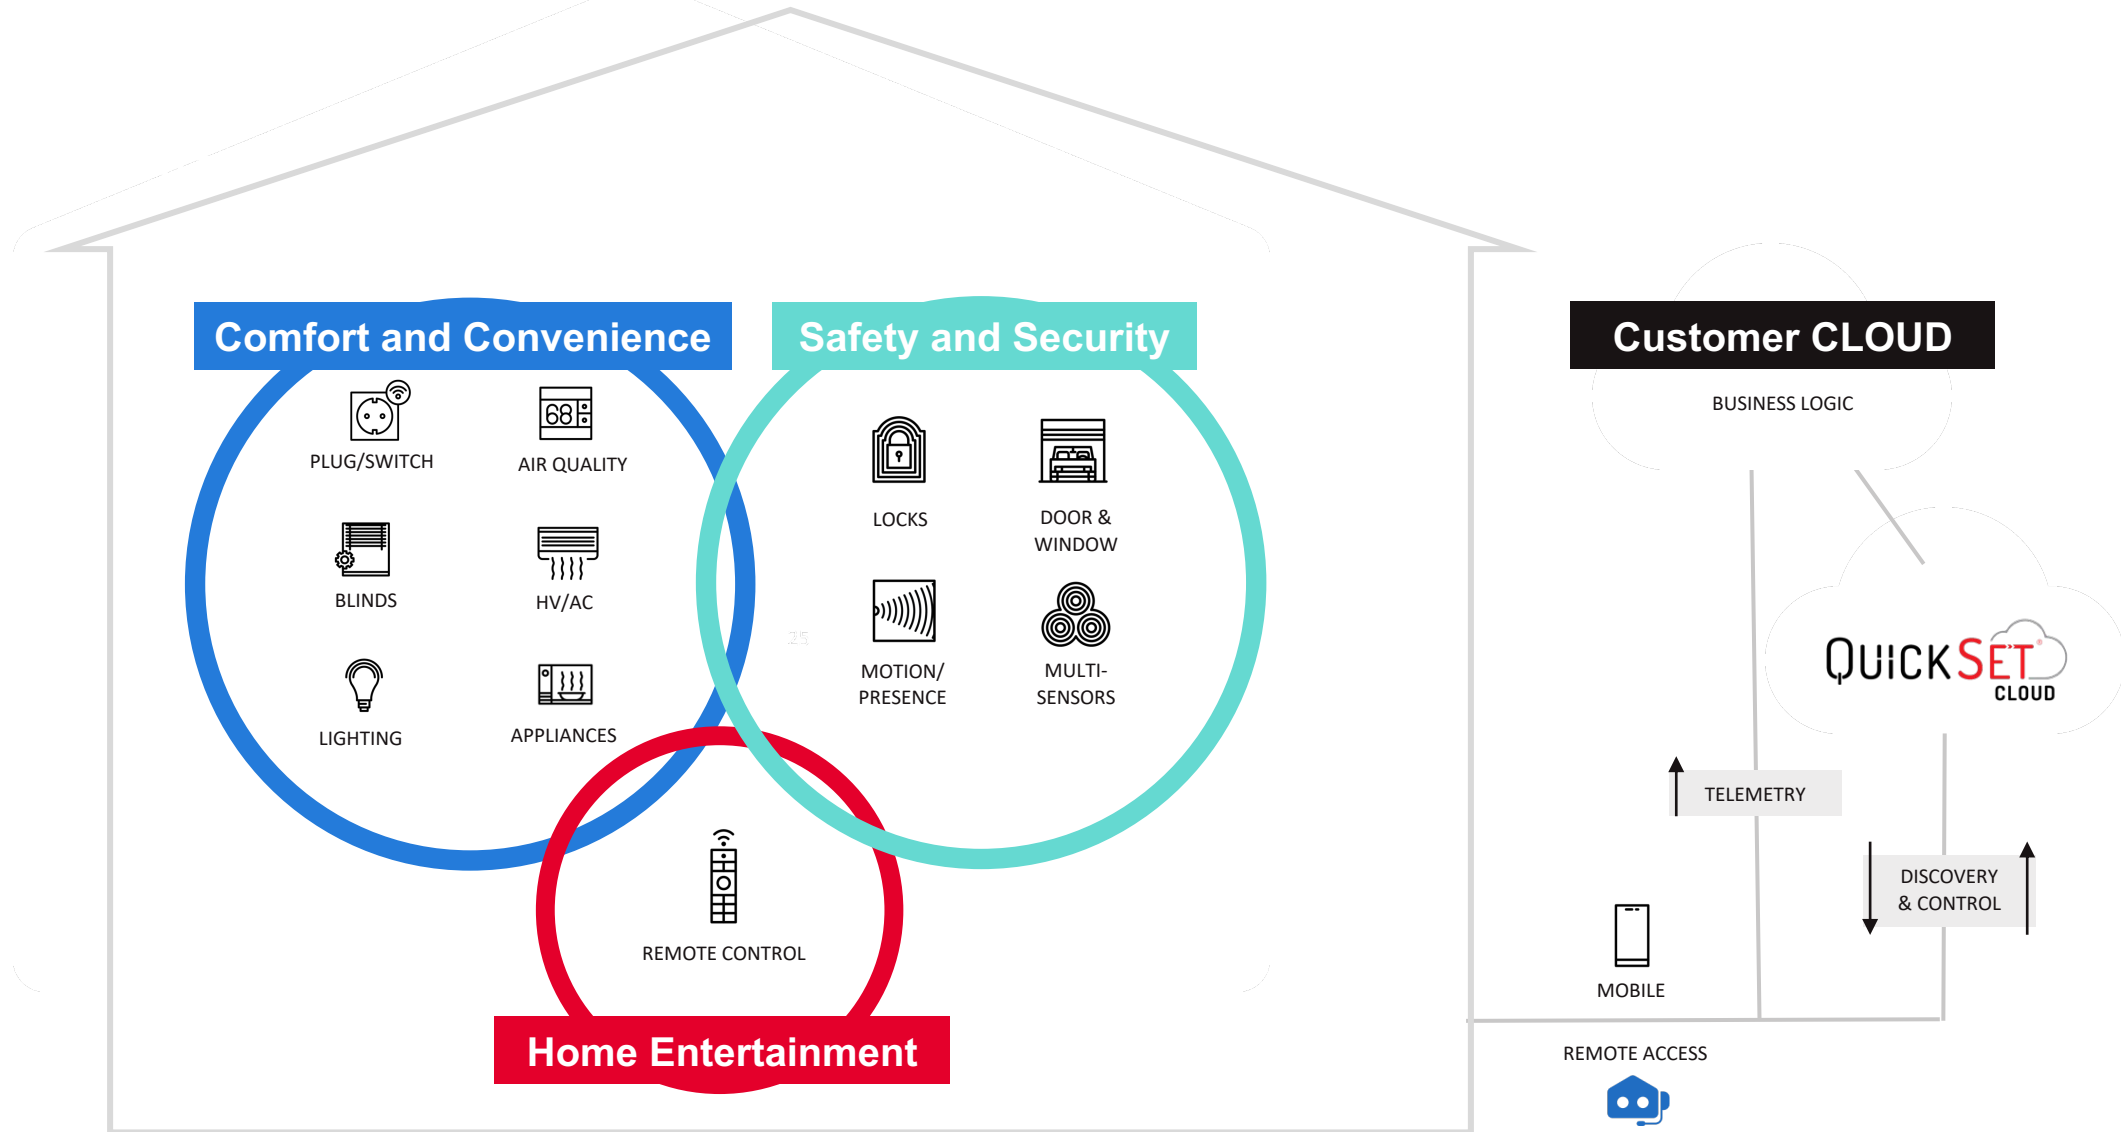 Comfort and Convenience
PLUG/SWITCH
68
AIR QUALITY
BLINDS
HV/AC
LIGHTING
APPLIANCES
Safety and Security
LOCKS
DOOR &
WINDOW
MOTION/
PRESENCE
MULTI-
SENSORS
REMOTE CONTROL
Home Entertainment
Customer CLOUD
BUSINESS LOGIC
QUICKSET®
CLOUD
TELEMETRY
DISCOVERY
& CONTROL
MOBILE
REMOTE ACCESS